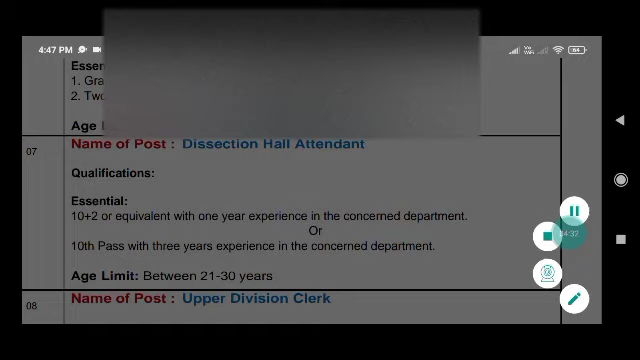 4:47 PM
64
Essen
1. Gra
2. Two
Age
07
Name of Post : Dissection Hall Attendant
Qualifications:
Essential:
10+2 or equivalent with one year experience in the concerned department.
Or
10th Pass with three years experience in the concerned department.
Age Limit: Between 21-30 years
08
Name of Post : Upper Division Clerk